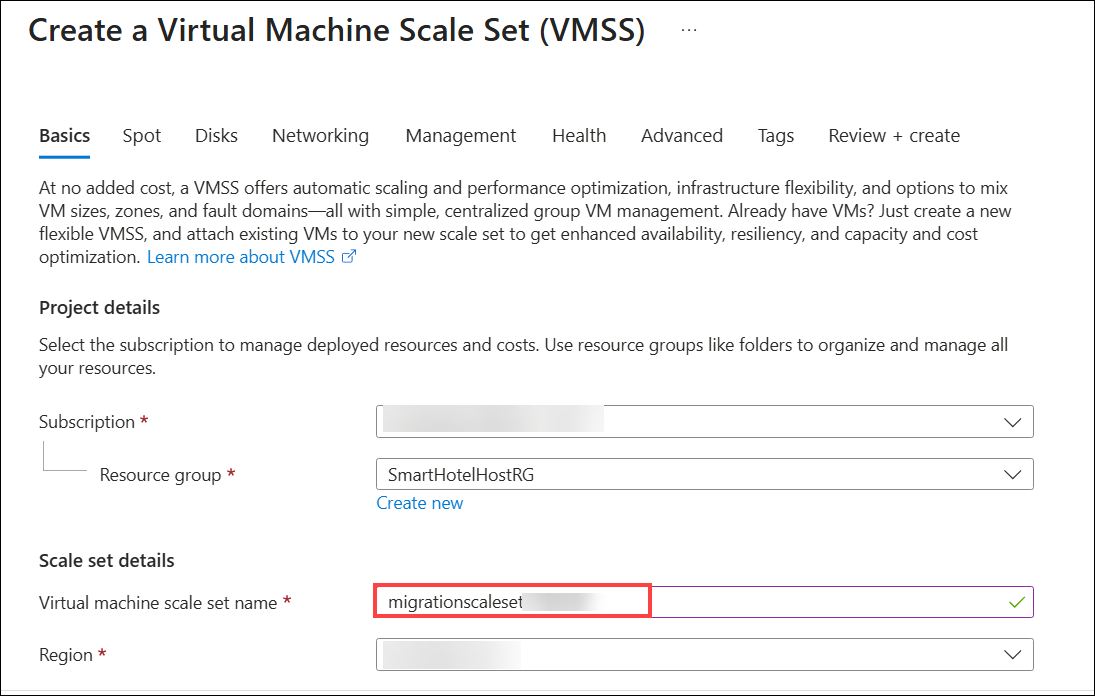 Create a Virtual Machine Scale Set (VMSS) ...
Basics Spot Disks Networking Management Health Advanced Tags Review + create
At no added cost, a VMSS offers automatic scaling and performance optimization, infrastructure flexibility, and options to mix
VM sizes, zones, and fault domains—all with simple, centralized group VM management. Already have VMs? Just create a new
flexible VMSS, and attach existing VMs to your new scale set to get enhanced availability, resiliency, and capacity and cost
optimization. Learn more about VMSS
Project details
Select the subscription to manage deployed resources and costs. Use resource groups like folders to organize and manage all
your resources.
Subscription *
Resource group * SmartHotelHostRG
Create new
Scale set details
Virtual machine scale set name * migrationscaleset
Region *